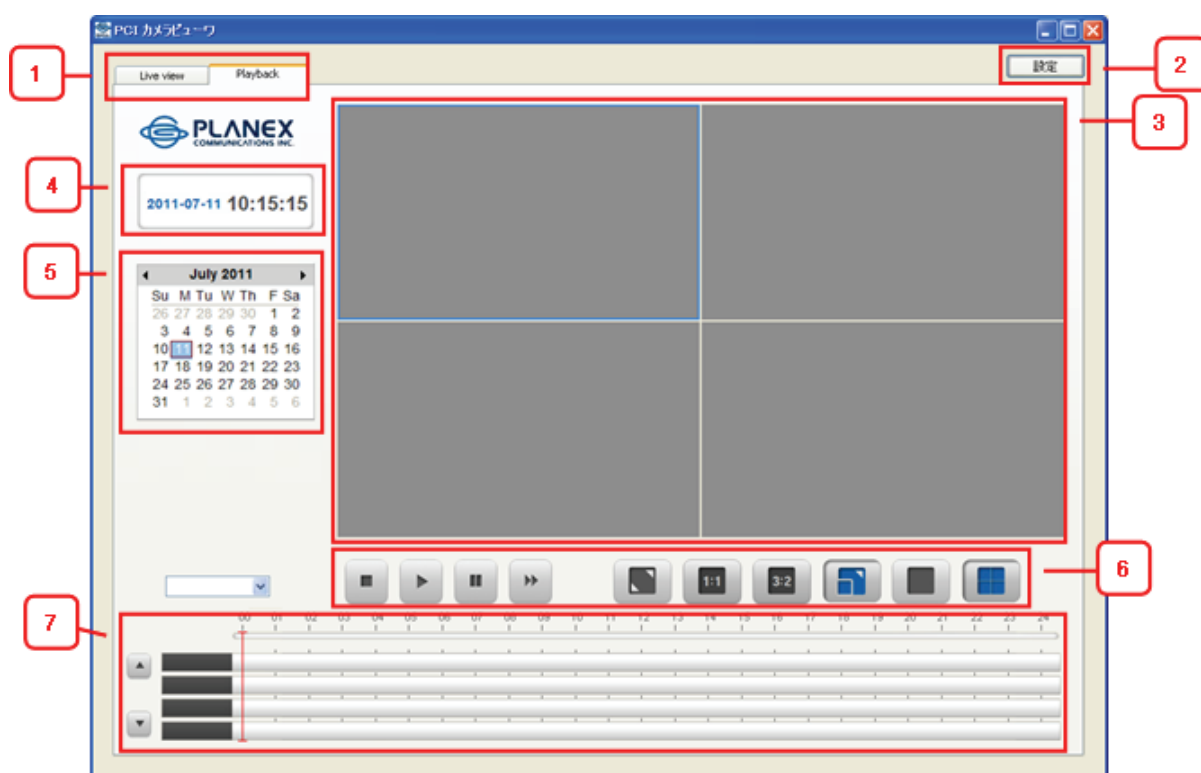 PCI カメラビューワ
1
Live view Playback
設定
2
3
PLANEX
COMMUNICATIONS INC.
4
2011-07-11 10:15:15
5
July 2011
Su M Tu W Th F Sa
26 27 28 29 30 1 2
3 4 5 6 7 8 9
10 11 12 13 14 15 16
17 18 19 20 21 22 23
24 25 26 27 28 29 30
31 1 2 3 4 5 6
1:1 3:2
6
7
00 01 02 03 04 05 06 07 08 09 10 11 12 13 14 15 16 17 18 19 20 21 22 23 24